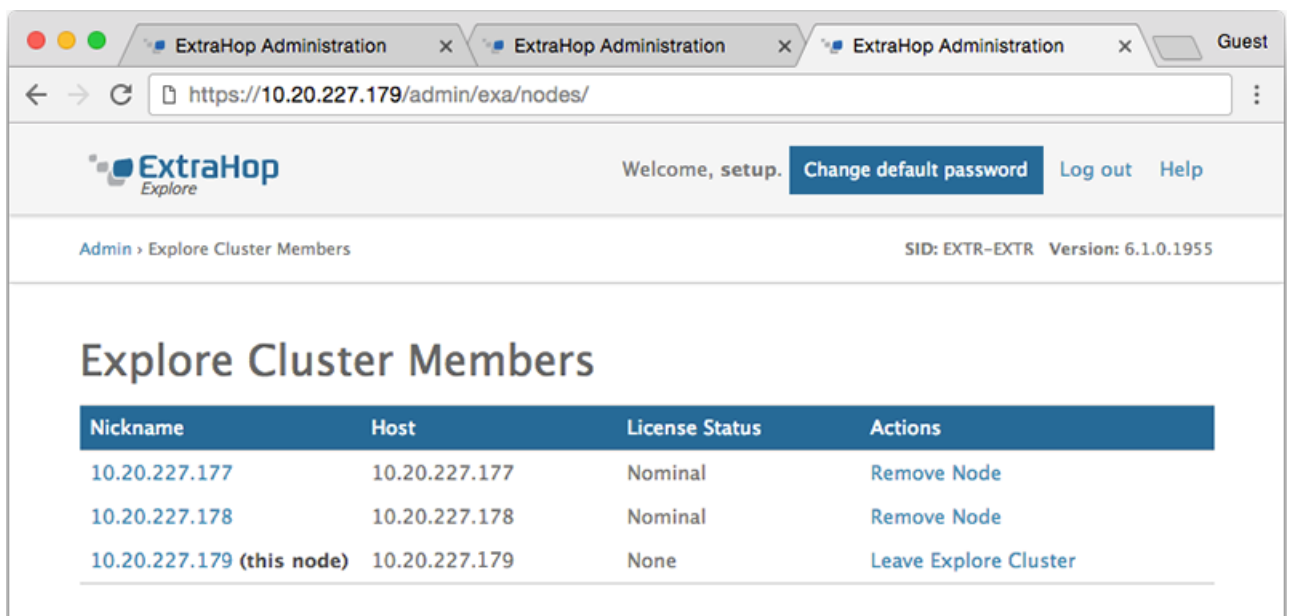 ExtraHop Administration × ExtraHop Administration × ExtraHop Administration × Guest
https://10.20.227.179/admin/exa/nodes/
ExtraHop Explore Welcome, setup. Change default password Log out Help
Admin › Explore Cluster Members SID: EXTR-EXTR Version: 6.1.0.1955
Explore Cluster Members
Nickname Host License Status Actions
10.20.227.177 10.20.227.177 Nominal Remove Node
10.20.227.178 10.20.227.178 Nominal Remove Node
10.20.227.179 (this node) 10.20.227.179 None Leave Explore Cluster